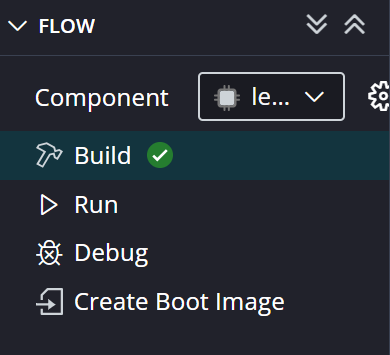 FLOW
Component le...
Build
Run
Debug
Create Boot Image